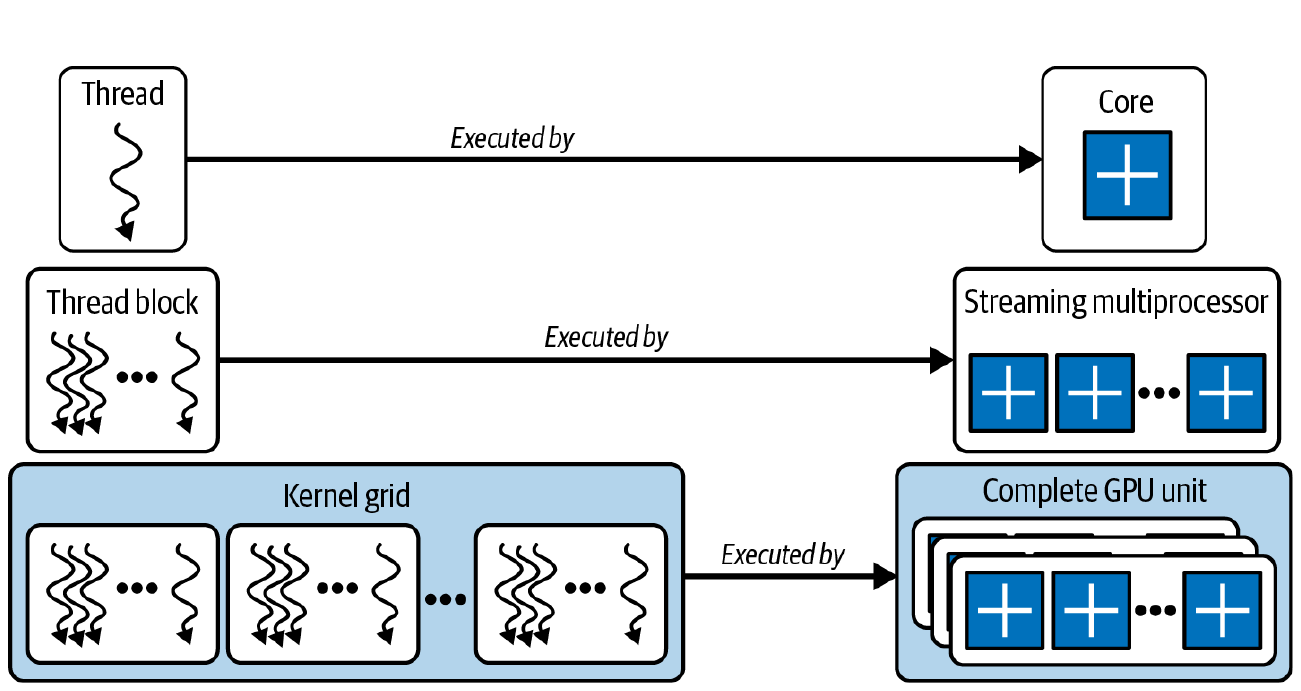 Thread
Executed by
Core
Thread block
Executed by
Streaming multiprocessor
Kernel grid
Executed by
Complete GPU unit